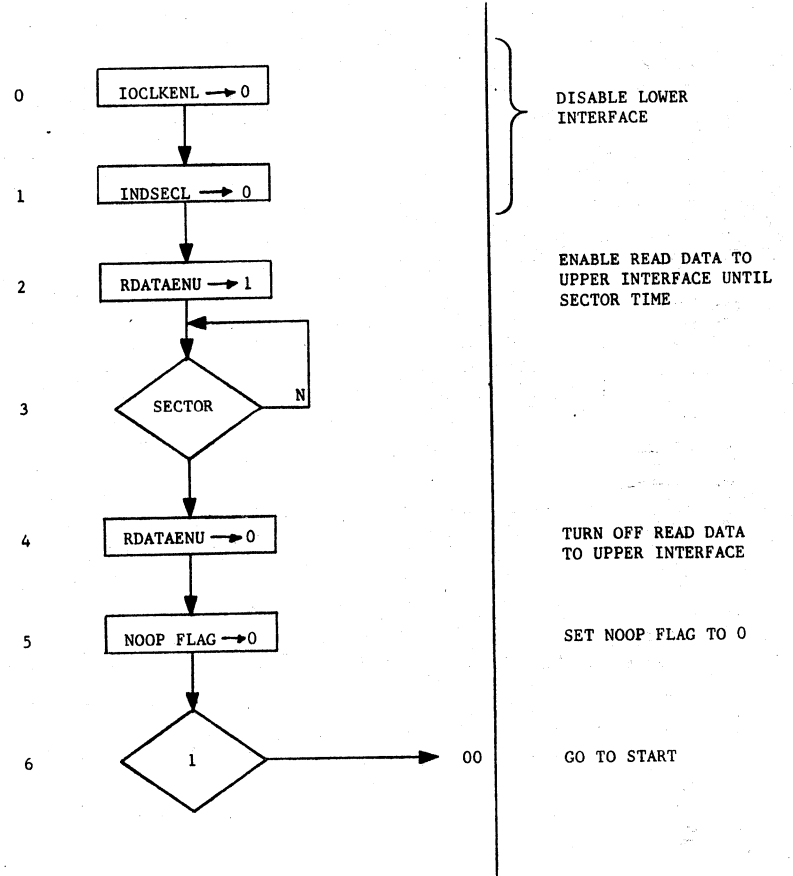 0 IOCLKENL → 0 DISABLE LOWER
INTERFACE
1 INDSECL → 0
ENABLE READ DATA TO
2 RDATAENU → 1 UPPER INTERFACE UNTIL
SECTOR TIME
N
3 SECTOR
4 RDATAENU → 0 TURN OFF READ DATA
TO UPPER INTERFACE
5 NOOP FLAG → 0 SET NOOP FLAG TO 0
6 1 00 GO TO START